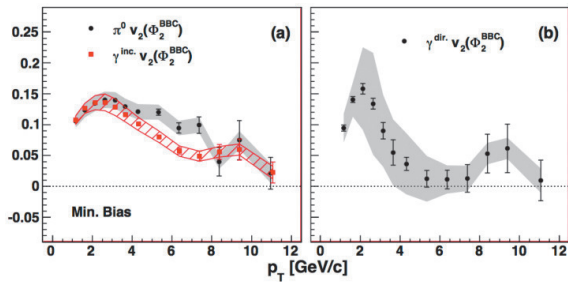 π⁰ v₂(Φ₂^BBC)
(a)
γ^inc. v₂(Φ₂^BBC)
Min. Bias
γ^dir. v₂(Φ₂^BBC)
(b)
0.25
0.2
0.15
0.1
0.05
0
-0.05
0 2 4 6 8 10 12
0 2 4 6 8 10 12
p_T [GeV/c]